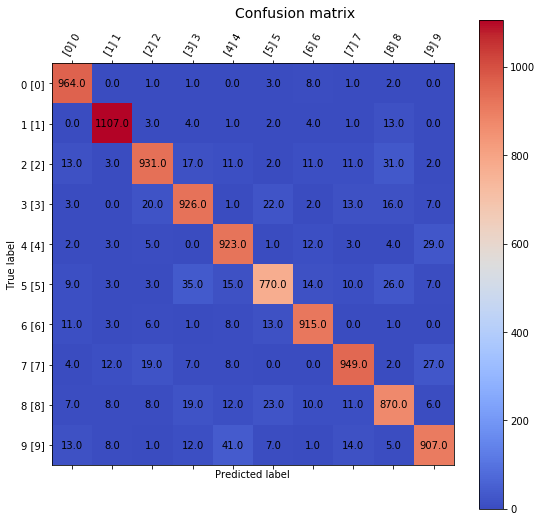 Confusion matrix
[0] 0 [1] 1 [2] 2 [3] 3 [4] 4 [5] 5 [6] 6 [7] 7 [8] 8 [9] 9
0 [0] 964.0 0.0 1.0 1.0 0.0 3.0 8.0 1.0 2.0 0.0
1 [1] 0.0 1107.0 3.0 4.0 1.0 2.0 4.0 1.0 13.0 0.0
2 [2] 13.0 3.0 931.0 17.0 11.0 2.0 11.0 11.0 31.0 2.0
3 [3] 3.0 0.0 20.0 926.0 1.0 22.0 2.0 13.0 16.0 7.0
4 [4] 2.0 3.0 5.0 0.0 923.0 1.0 12.0 3.0 4.0 29.0
5 [5] 9.0 3.0 3.0 35.0 15.0 770.0 14.0 10.0 26.0 7.0
6 [6] 11.0 3.0 6.0 1.0 8.0 13.0 915.0 0.0 1.0 0.0
7 [7] 4.0 12.0 19.0 7.0 8.0 0.0 0.0 949.0 2.0 27.0
8 [8] 7.0 8.0 8.0 19.0 12.0 23.0 10.0 11.0 870.0 6.0
9 [9] 13.0 8.0 1.0 12.0 41.0 7.0 1.0 14.0 5.0 907.0
True label
Predicted label
1000
800
600
400
200
0